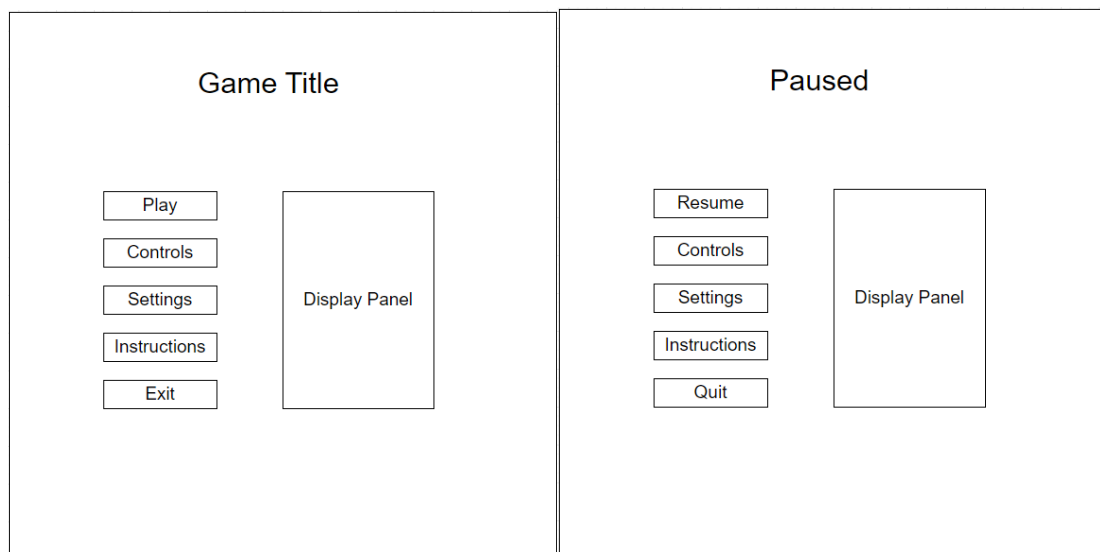 Game Title
Play
Controls
Settings
Instructions
Exit
Display Panel
Paused
Resume
Controls
Settings
Instructions
Quit
Display Panel